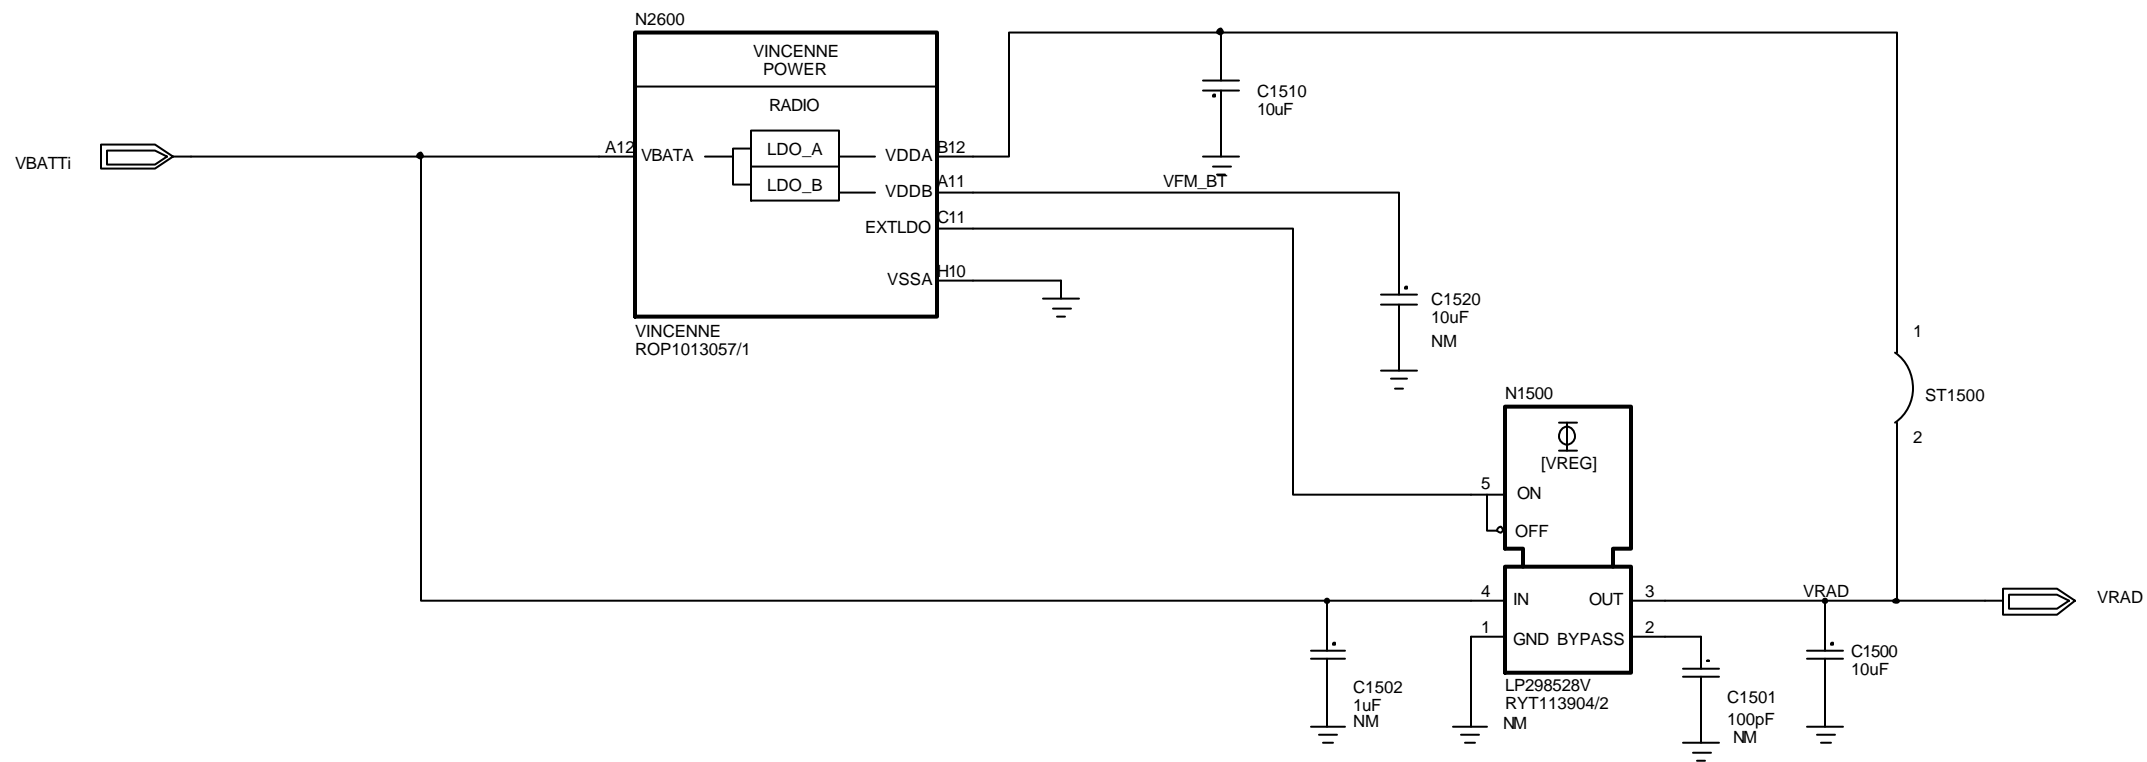 N2600
VINCENNE
POWER
RADIO
VBATTi
A12
VBATA
LDO_A
LDO_B
VDDA
B12
VDDB
A11
VFM_BT
EXTLDO
C11
VSSA
H10
VINCENNE
ROP1013057/1
C1510
10uF
C1520
10uF
NM
1
ST1500
2
N1500
[VREG]
5
ON
OFF
4
IN
OUT
3
VRAD
VRAD
1
GND
BYPASS
2
LP298528V
RYT113904/2
NM
C1502
1uF
NM
C1501
100pF
NM
C1500
10uF